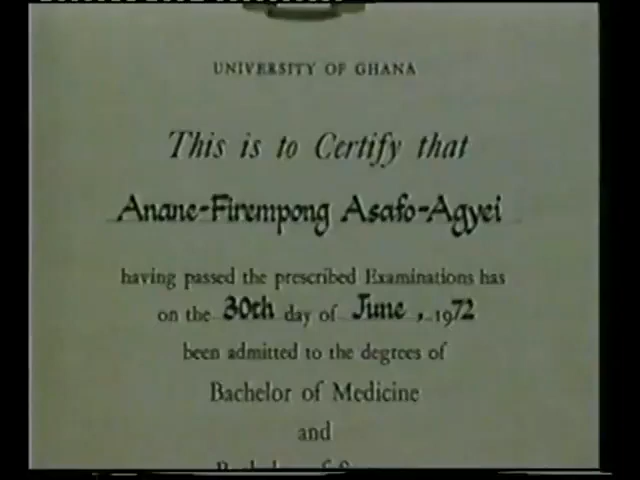 UNIVERSITY OF GHANA
This is to Certify that
Anane-Firempong Asafo-Agyei
having passed the prescribed Examinations has
on the 30th day of June, 1972
been admitted to the degrees of
Bachelor of Medicine
and